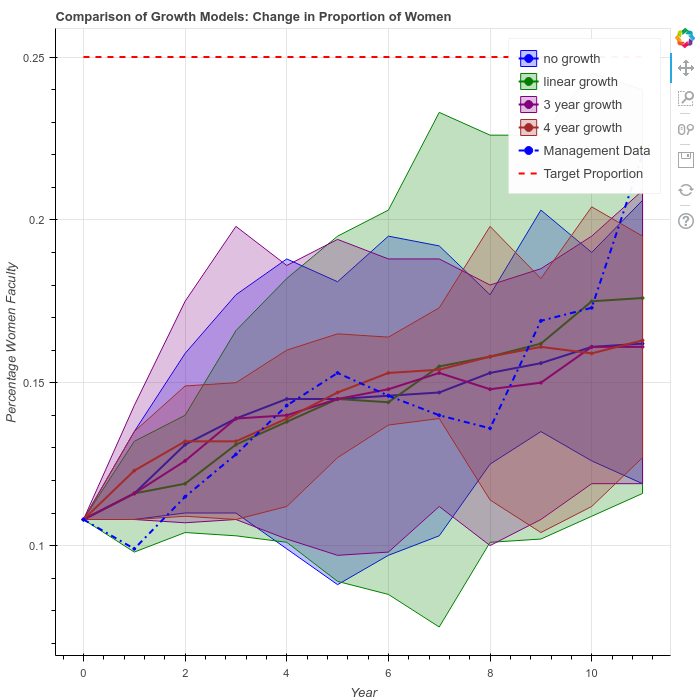 Comparison of Growth Models: Change in Proportion of Women
0.25
0.2
0.15
0.1
Percentage Women Faculty
no growth
linear growth
3 year growth
4 year growth
Management Data
Target Proportion
0 2 4 6 8 10
Year